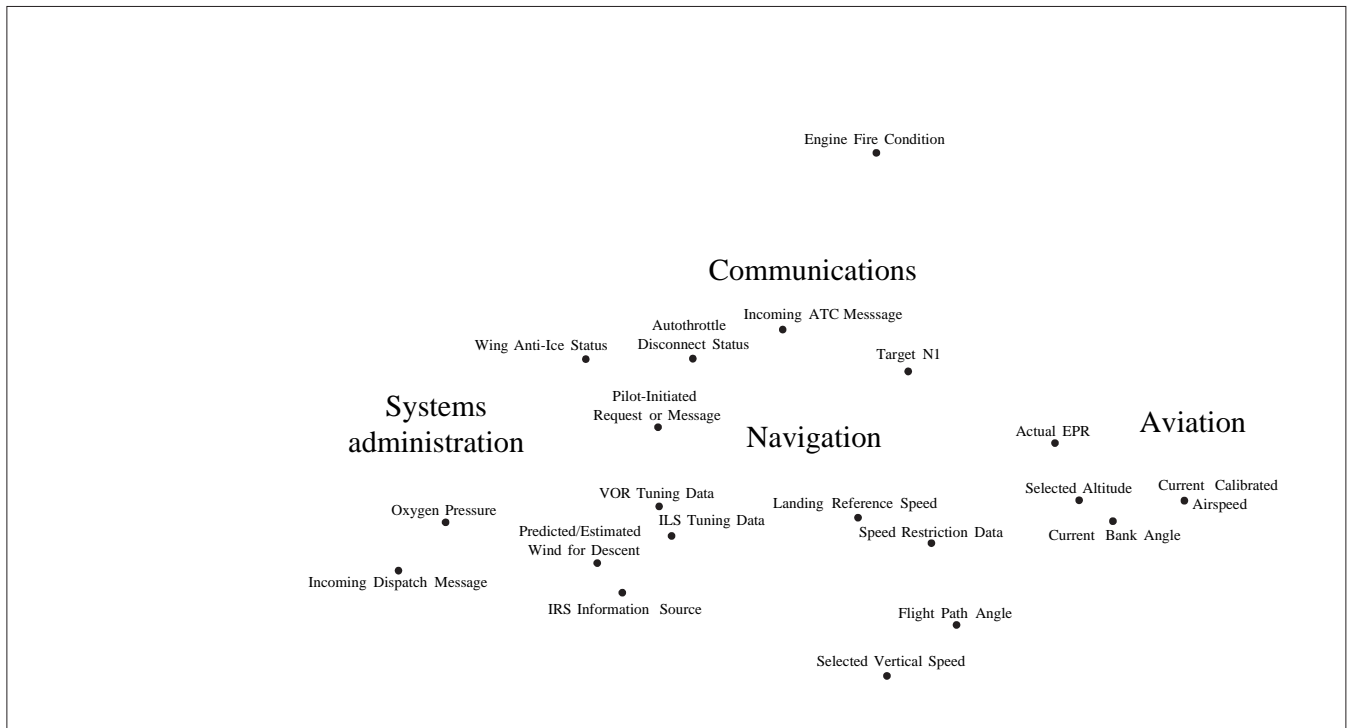 Engine Fire Condition
Communications
Incoming ATC Messsage
Autothrottle
Disconnect Status
Wing Anti-Ice Status
Target N1
Pilot-Initiated
Request or Message
Systems
administration
Navigation
Actual EPR
Aviation
VOR Tuning Data
Landing Reference Speed
Selected Altitude
Current Calibrated
Airspeed
Oxygen Pressure
ILS Tuning Data
Predicted/Estimated
Wind for Descent
Speed Restriction Data
Current Bank Angle
Incoming Dispatch Message
IRS Information Source
Flight Path Angle
Selected Vertical Speed